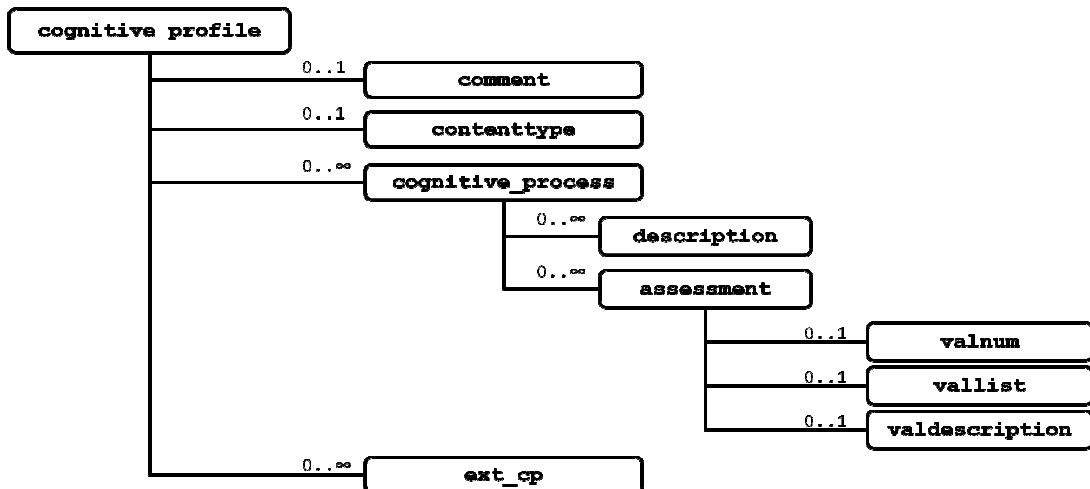 cognitive profile
0..1
comment
0..1
contenttype
0..∞
cognitive_process
0..∞
description
0..∞
assessment
0..1
valnum
0..1
vallist
0..1
valdescription
0..∞
ext_cp